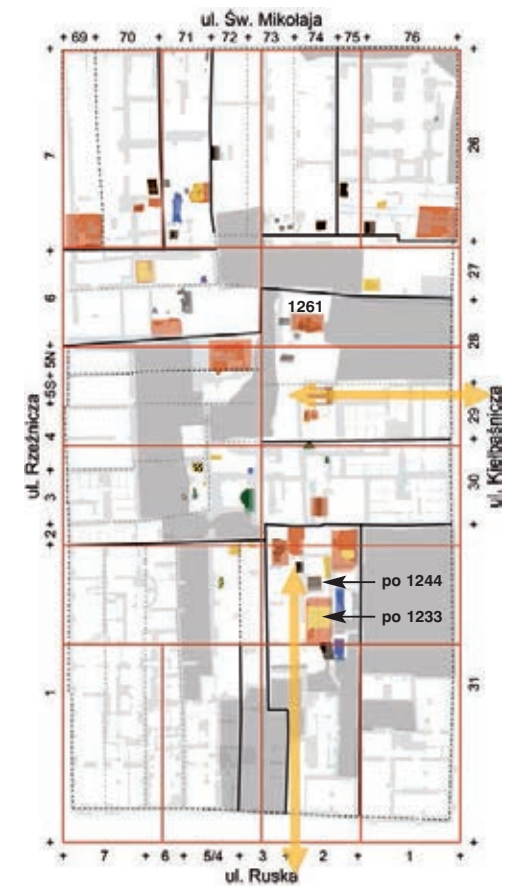 ul. Św. Mikołaja
+ 69 + 70 + 71 + 72 + 73 + 74 + 75 + 76
7
26
27
6
1261
28
5N
5S
29
ul. Rzeźnicza
ul. Kiełbaśnicza
4
3
30
2
po 1244
po 1233
1
31
+ 7 + 6 + 5/4 + 3 + 2 + 1 +
ul. Ruska